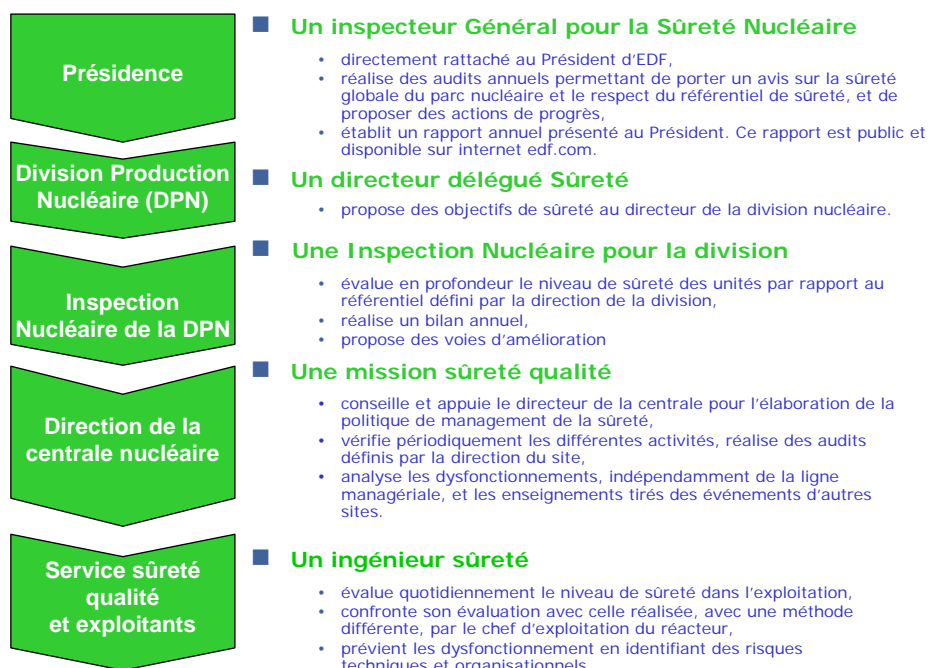 Présidence
■ Un inspecteur Général pour la Sûreté Nucléaire
• directement rattaché au Président d'EDF,
• réalise des audits annuels permettant de porter un avis sur la sûreté
globale du parc nucléaire et le respect du référentiel de sûreté, et de
proposer des actions de progrès,
• établit un rapport annuel présenté au Président. Ce rapport est public et
disponible sur internet edf.com.
Division Production
Nucléaire (DPN)
■ Un directeur délégué Sûreté
• propose des objectifs de sûreté au directeur de la division nucléaire.
Inspection
Nucléaire de la DPN
■ Une Inspection Nucléaire pour la division
• évalue en profondeur le niveau de sûreté des unités par rapport au
référentiel défini par la direction de la division,
• réalise un bilan annuel,
• propose des voies d'amélioration
Direction de la
centrale nucléaire
■ Une mission sûreté qualité
• conseille et appuie le directeur de la centrale pour l'élaboration de la
politique de management de la sûreté,
• vérifie périodiquement les différentes activités, réalise des audits
définis par la direction du site,
• analyse les dysfonctionnements, indépendamment de la ligne
managériale, et les enseignements tirés des événements d'autres
sites.
Service sûreté
qualité
et exploitants
■ Un ingénieur sûreté
• évalue quotidiennement le niveau de sûreté dans l'exploitation,
• confronte son évaluation avec celle réalisée, avec une méthode
différente, par le chef d'exploitation du réacteur,
• prévient les dysfonctionnement en identifiant des risques
techniques et organisationnels